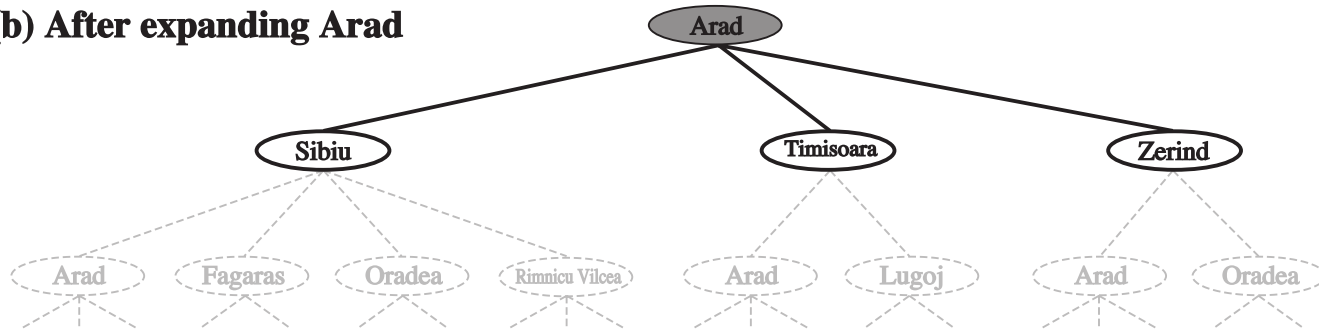 b) After expanding Arad
Arad
Sibiu
Timisoara
Zerind
Arad
Fagaras
Oradea
Rimnicu Vilcea
Arad
Lugoj
Arad
Oradea